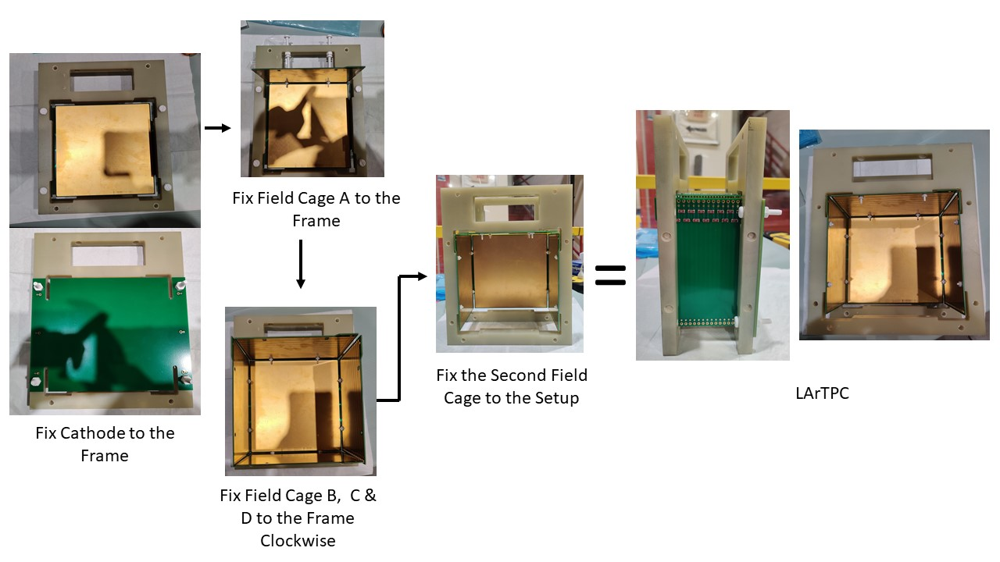 Fix Cathode to the
Frame
Fix Field Cage A to the
Frame
Fix Field Cage B,  C &
D to the Frame
Clockwise
Fix the Second Field
Cage to the Setup
=
LArTPC